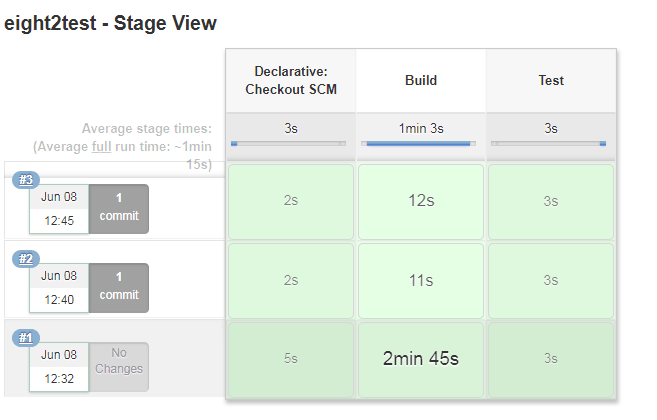 eight2test - Stage View
Declarative:
Checkout SCM
Build
Test
Average stage times:
(Average full run time: ~1min
15s)
3s
1min 3s
3s
#3
Jun 08
12:45
1
commit
2s
12s
3s
#2
Jun 08
12:40
1
commit
2s
11s
3s
#1
Jun 08
12:32
No
Changes
5s
2min 45s
3s